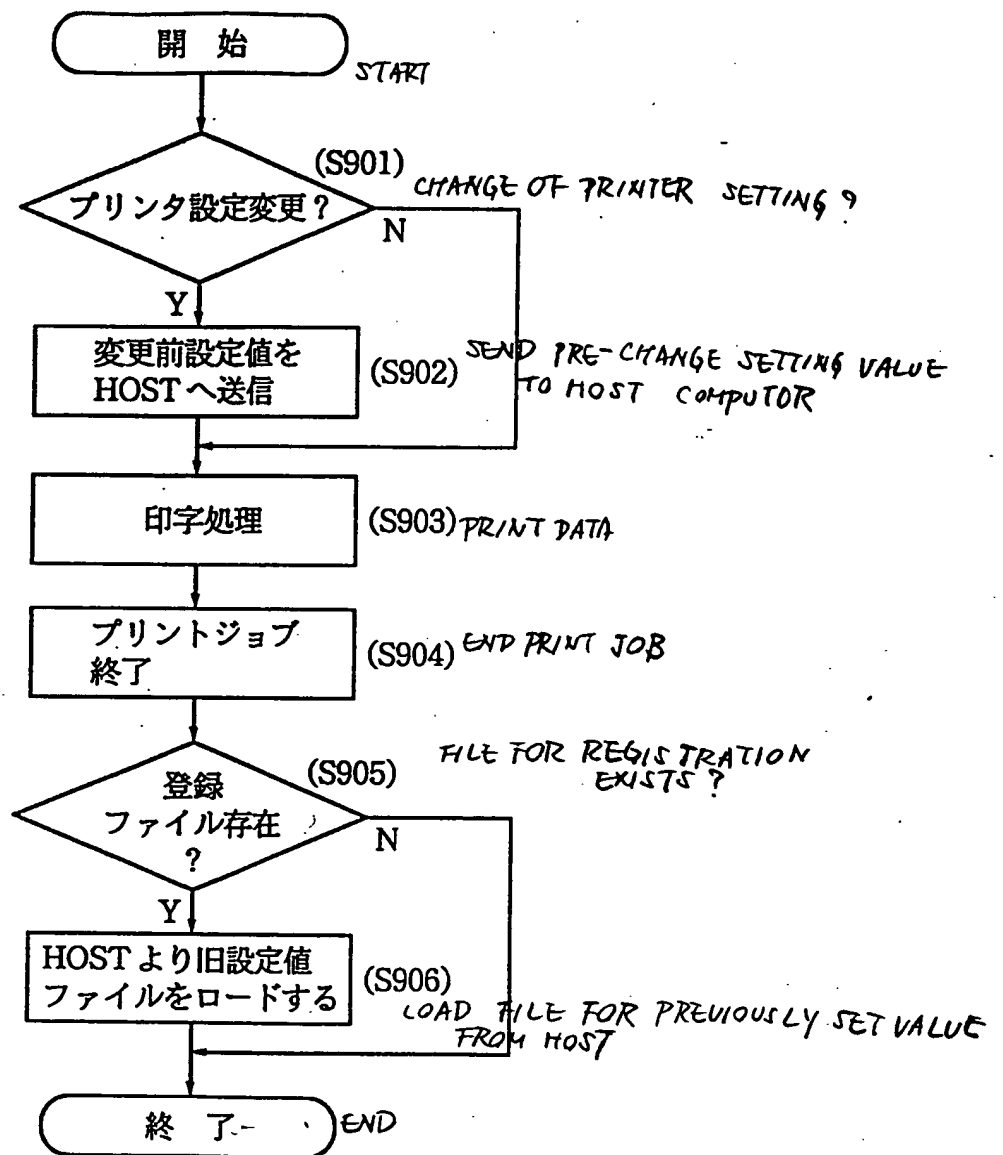 開 始
START
(S901)
プリンタ設定変更?
CHANGE OF PRINTER SETTING?
N
Y
変更前設定値を
HOSTへ送信
(S902)
SEND PRE-CHANGE SETTING VALUE
TO HOST COMPUTOR
印字処理
(S903)
PRINT DATA
プリントジョブ
終了
(S904)
END PRINT JOB
登録
ファイル存在
?
(S905)
FILE FOR REGISTRATION
EXISTS?
N
Y
HOSTより旧設定値
ファイルをロードする
(S906)
LOAD FILE FOR PREVIOUSLY SET VALUE
FROM HOST
終 了
END